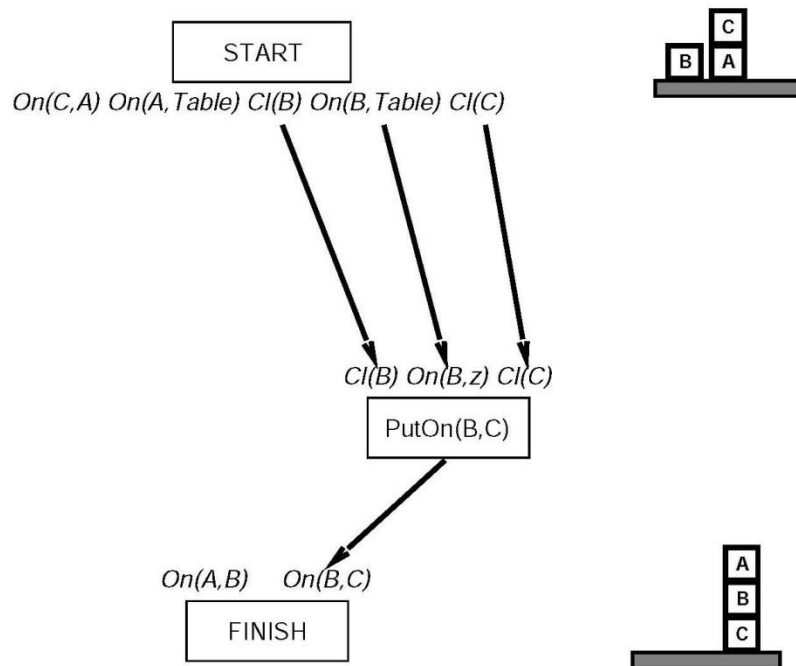 START
On(C,A) On(A,Table) Cl(B) On(B,Table) Cl(C)
C
B A
Cl(B) On(B,z) Cl(C)
PutOn(B,C)
On(A,B) On(B,C)
FINISH
A
B
C